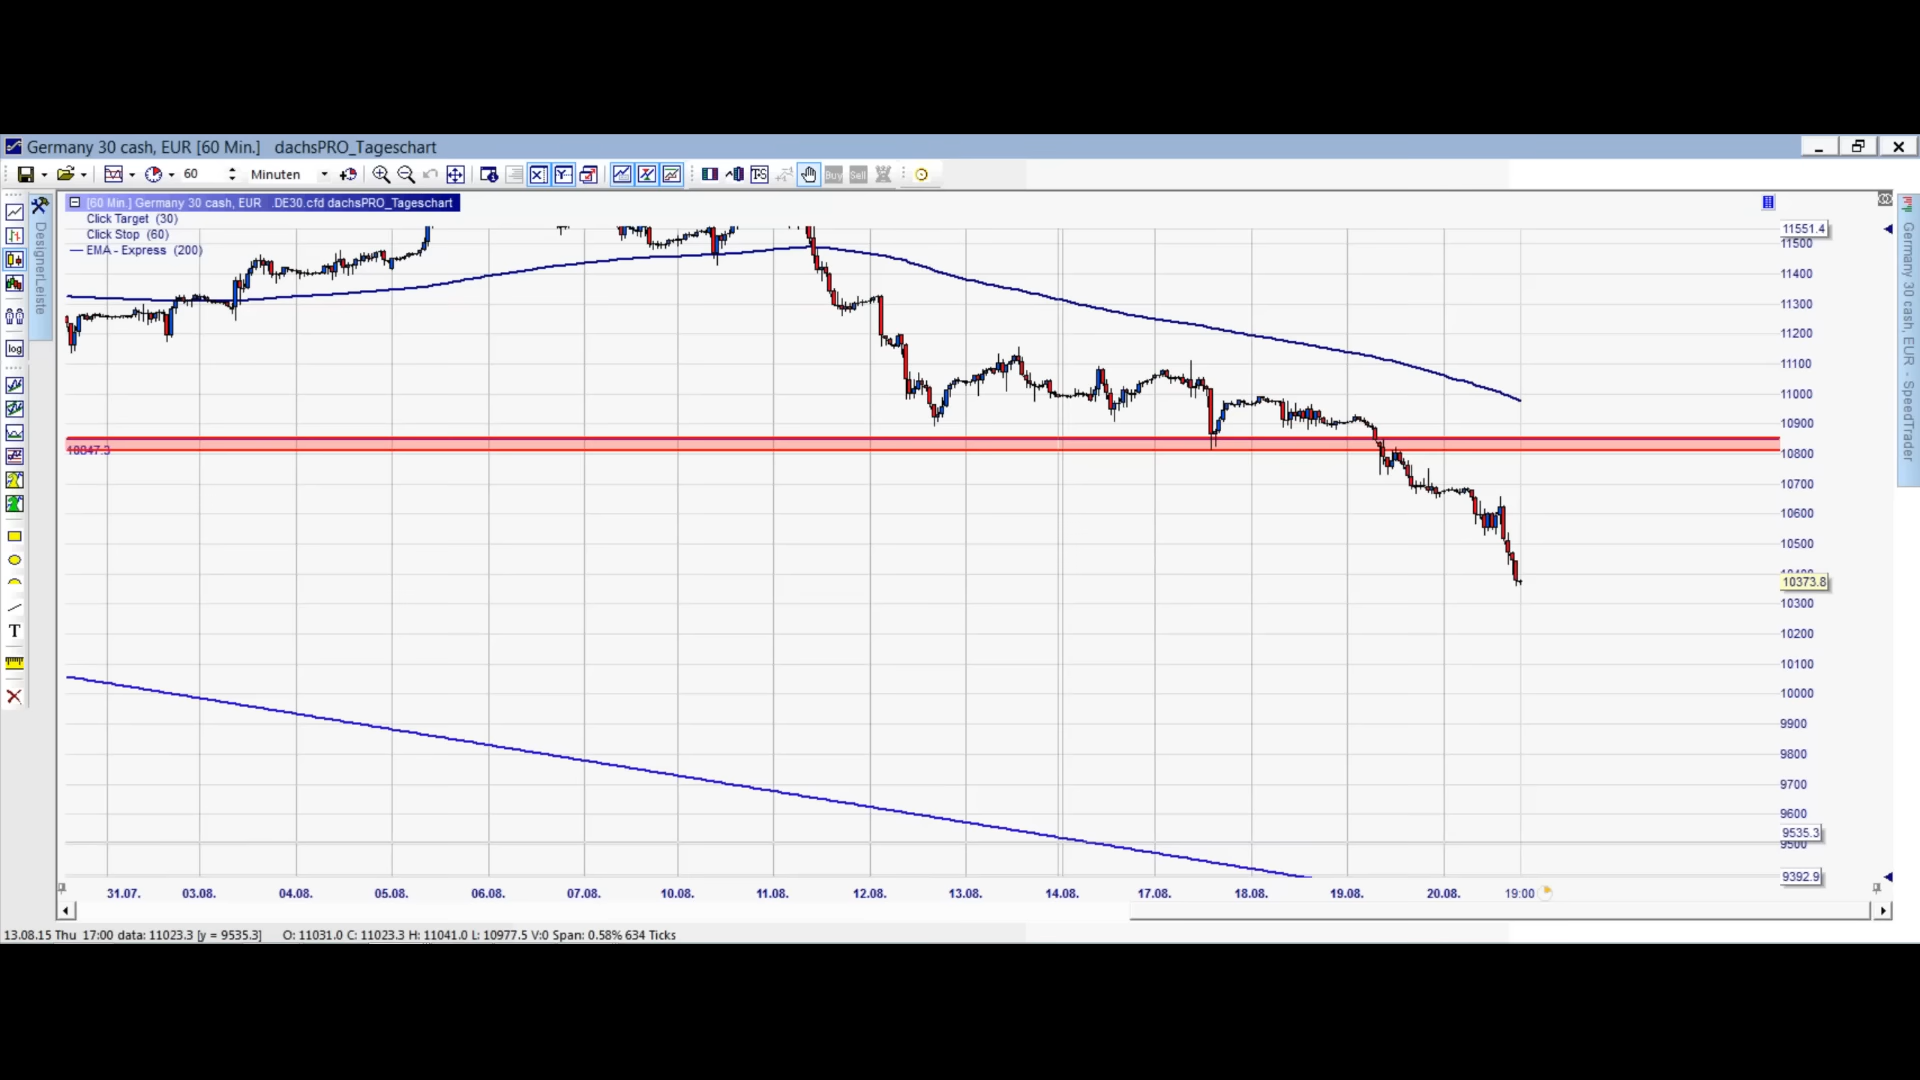 Germany 30 cash, EUR [60 Min.] dachsPRO_Tageschart
60 Minuten
T-S
Buy
Sell
[60 Min.] Germany 30 cash, EUR .DE30.cfd dachsPRO_Tageschart
Click Target (30)
Click Stop (60)
EMA - Express (200)
DesignerLeiste
log
T
Germany 30 cash, EUR - SpeedTrader
11551.4
11500
11400
11300
11200
11100
11000
10900
10847.3
10800
10700
10600
10500
10400
10373.8
10300
10200
10100
10000
9900
9800
9700
9600
9535.3
9500
9392.9
31.07. 03.08. 04.08. 05.08. 06.08. 07.08. 10.08. 11.08. 12.08. 13.08. 14.08. 17.08. 18.08. 19.08. 20.08. 19:00
13.08.15 Thu 17:00 data: 11023.3 [y = 9535.3] O: 11031.0 C: 11023.3 H: 11041.0 L: 10977.5 V:0 Span: 0.58% 634 Ticks